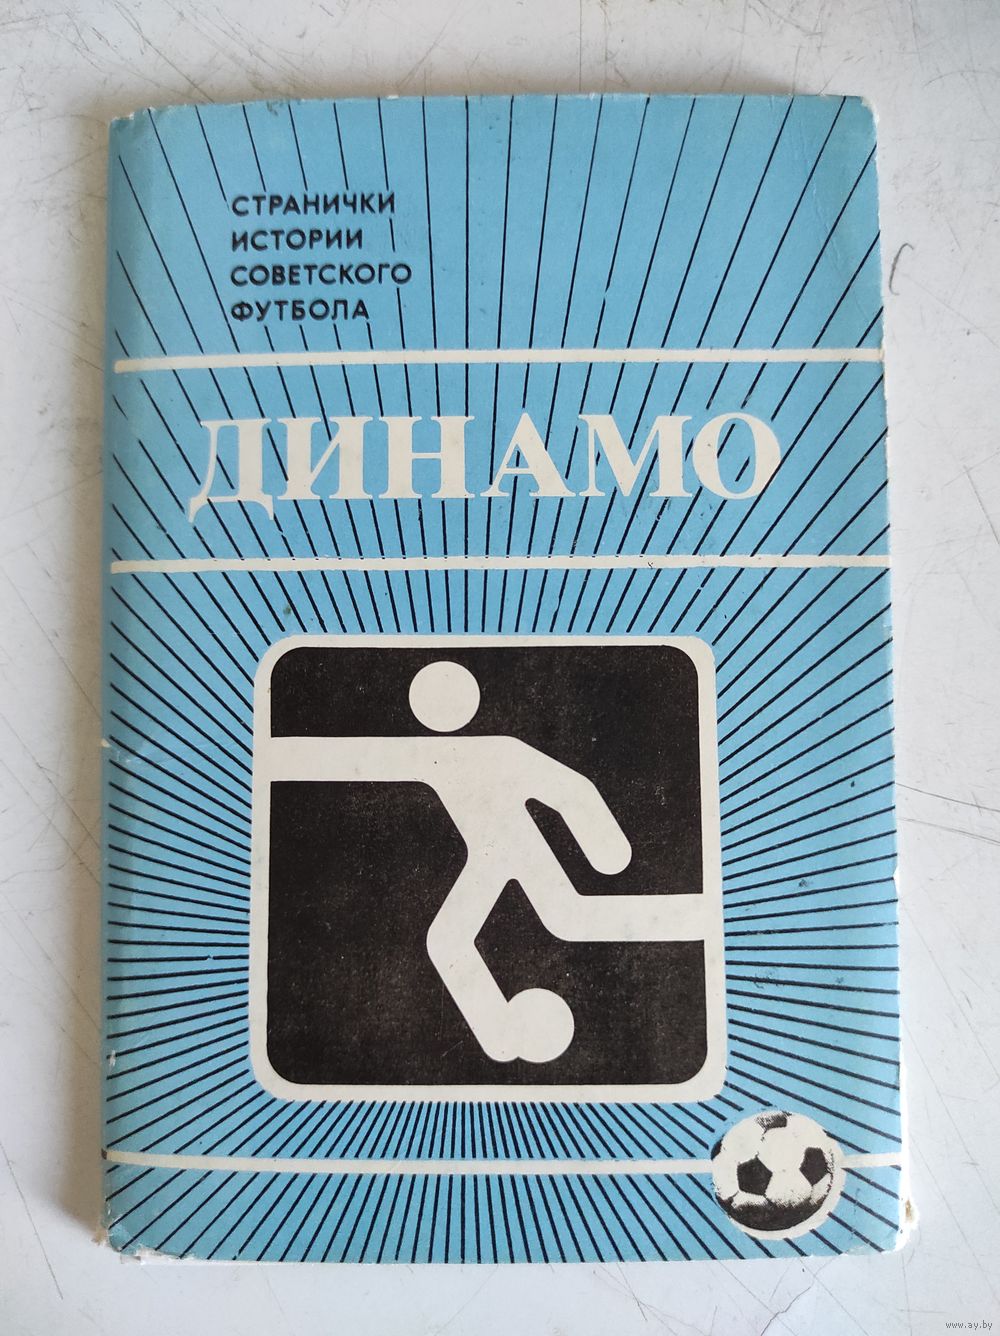 СТРАНИЧКИ
ИСТОРИИ
СОВЕТСКОГО
ФУТБОЛА
ДИНАМО
www.ay.by